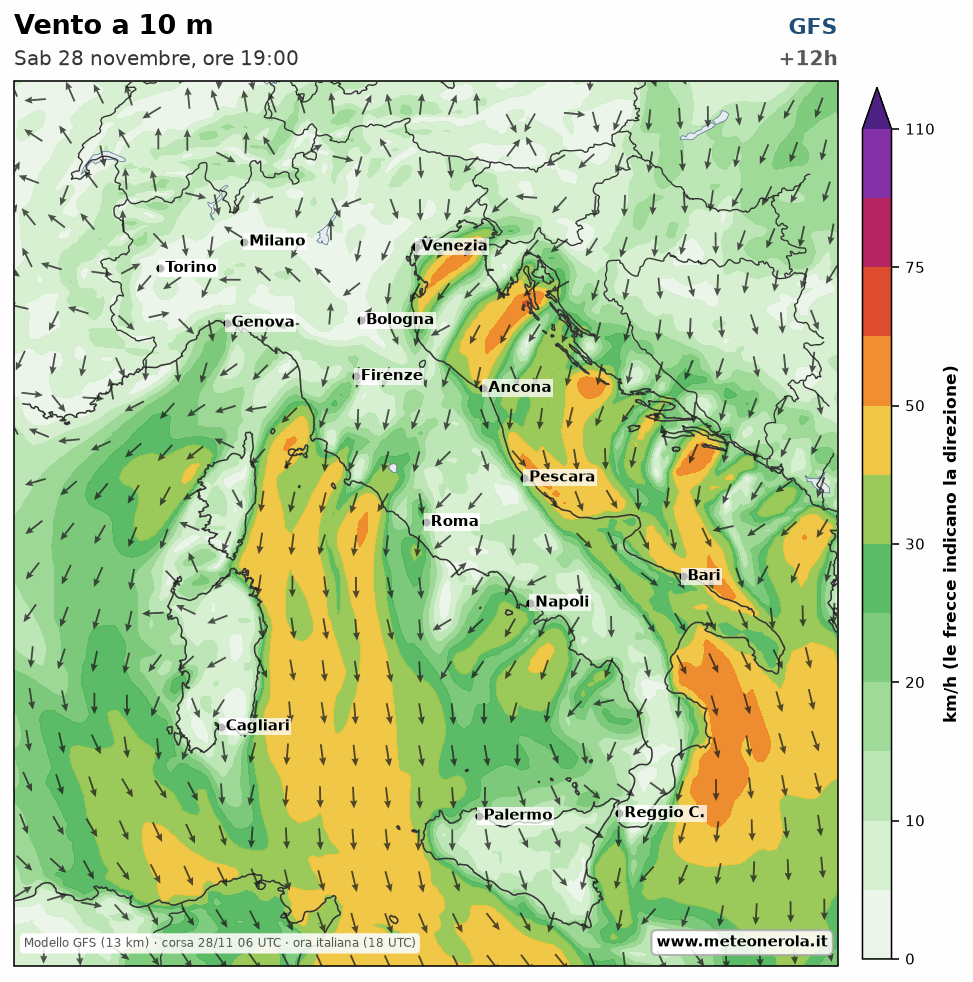 Vento a 10 m
GFS
Sab 28 novembre, ore 19:00
+12h
110
75
50
30
20
10
0
km/h (le frecce indicano la direzione)
Venezia
Milano
Torino
Genova
Bologna
Firenze
Ancona
Pescara
Roma
Bari
Napoli
Cagliari
Palermo
Reggio C.
Modello GFS (13 km) · corsa 28/11 06 UTC · ora italiana (18 UTC)
www.meteonerola.it